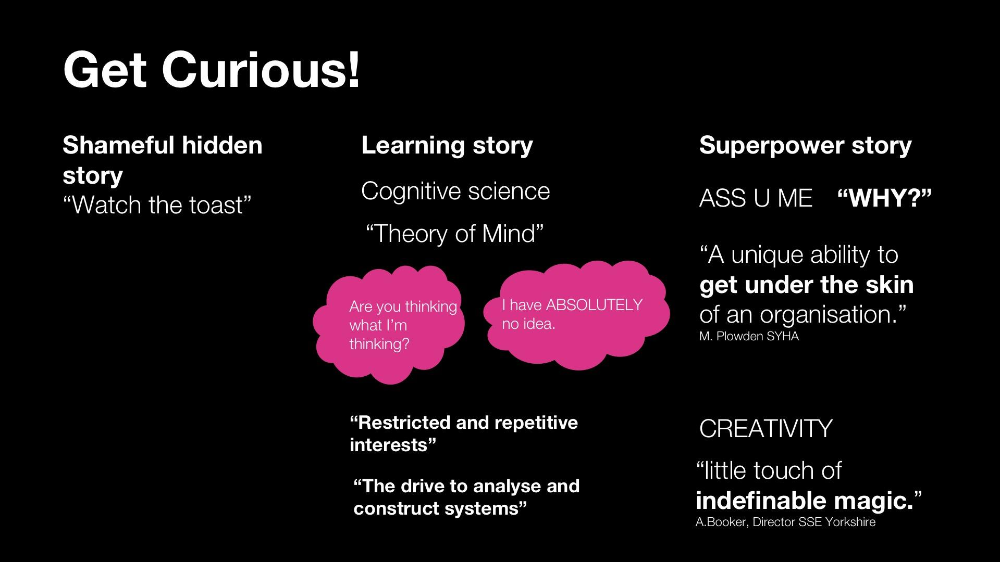 Get Curious!
Shameful hidden
story
“Watch the toast”
Learning story
Cognitive science
“Theory of Mind”
Are you thinking
what I’m
thinking?
I have ABSOLUTELY
no idea.
“Restricted and repetitive
interests”
“The drive to analyse and
construct systems”
Superpower story
ASS U ME “WHY?”
“A unique ability to
get under the skin
of an organisation.”
M. Plowden SYHA
CREATIVITY
“little touch of
indefinable magic.”
A.Booker, Director SSE Yorkshire